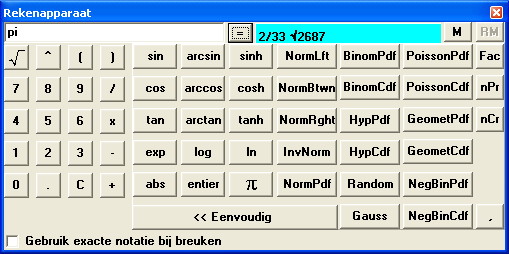 Rekenapparaat
pi = 2/33 √2687 M RM
√ ^ ( ) sin arcsin sinh NormLft BinomPdf PoissonPdf Fac
7 8 9 / cos arccos cosh NormBtwn BinomCdf PoissonCdf nPr
4 5 6 x tan arctan tanh NormRght HypPdf GeometPdf nCr
1 2 3 - exp log ln InvNorm HypCdf GeometCdf
0 . C + abs entier π NormPdf Random NegBinPdf
<< Eenvoudig Gauss NegBinCdf ,
Gebruik exacte notatie bij breuken